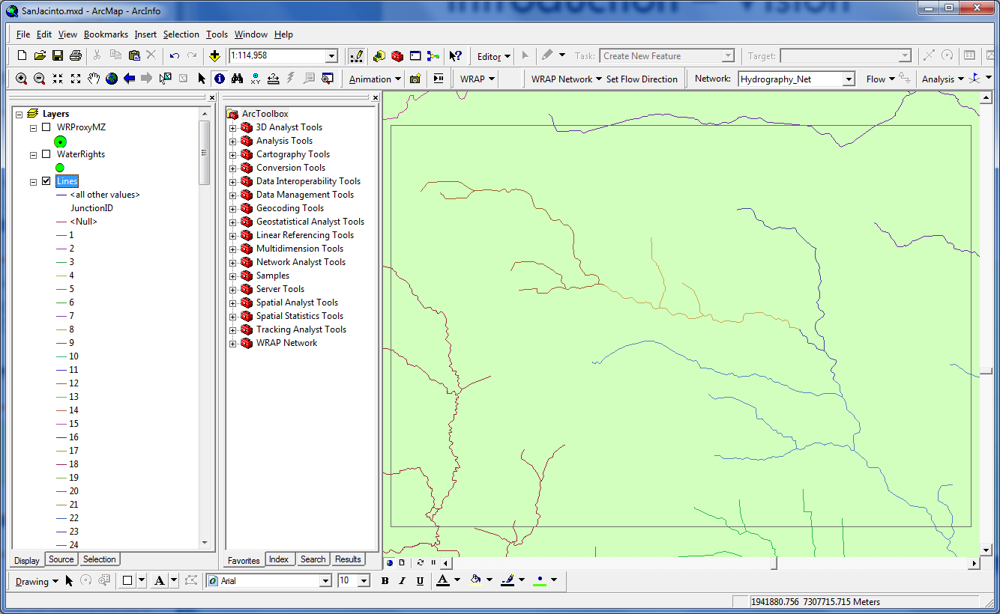 Introduction – Vision
SanJacinto.mxd - ArcMap - ArcInfo
File Edit View Bookmarks Insert Selection Tools Window Help
1:114,958 Editor Task: Create New Feature Target:
Animation WRAP WRAP Network Set Flow Direction Network: Hydrography_Net Flow Analysis
Layers
WRProxyMZ
WaterRights
Lines
<all other values>
JunctionID
<Null>
1
2
3
4
5
6
7
8
9
10
11
12
13
14
15
16
17
18
19
20
21
22
23
24
Display Source Selection
ArcToolbox
3D Analyst Tools
Analysis Tools
Cartography Tools
Conversion Tools
Data Interoperability Tools
Data Management Tools
Geocoding Tools
Geostatistical Analyst Tools
Linear Referencing Tools
Multidimension Tools
Network Analyst Tools
Samples
Server Tools
Spatial Analyst Tools
Spatial Statistics Tools
Tracking Analyst Tools
WRAP Network
Favorites Index Search Results
Drawing A Arial 10 B I U A
1941880.756 7307715.715 Meters